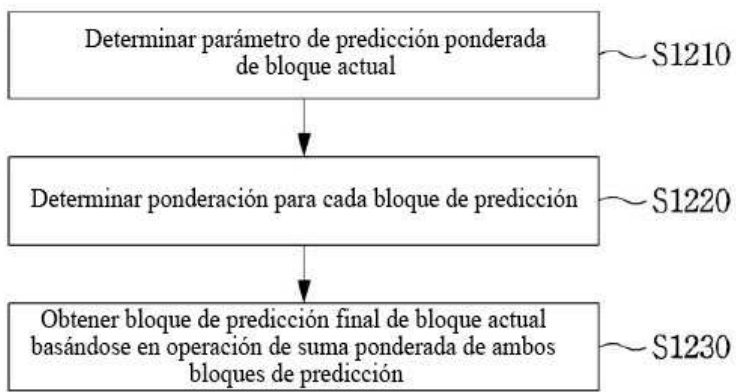 Determinar parámetro de predicción ponderada
de bloque actual
S1210
Determinar ponderación para cada bloque de predicción
S1220
Obtener bloque de predicción final de bloque actual
basándose en operación de suma ponderada de ambos
bloques de predicción
S1230